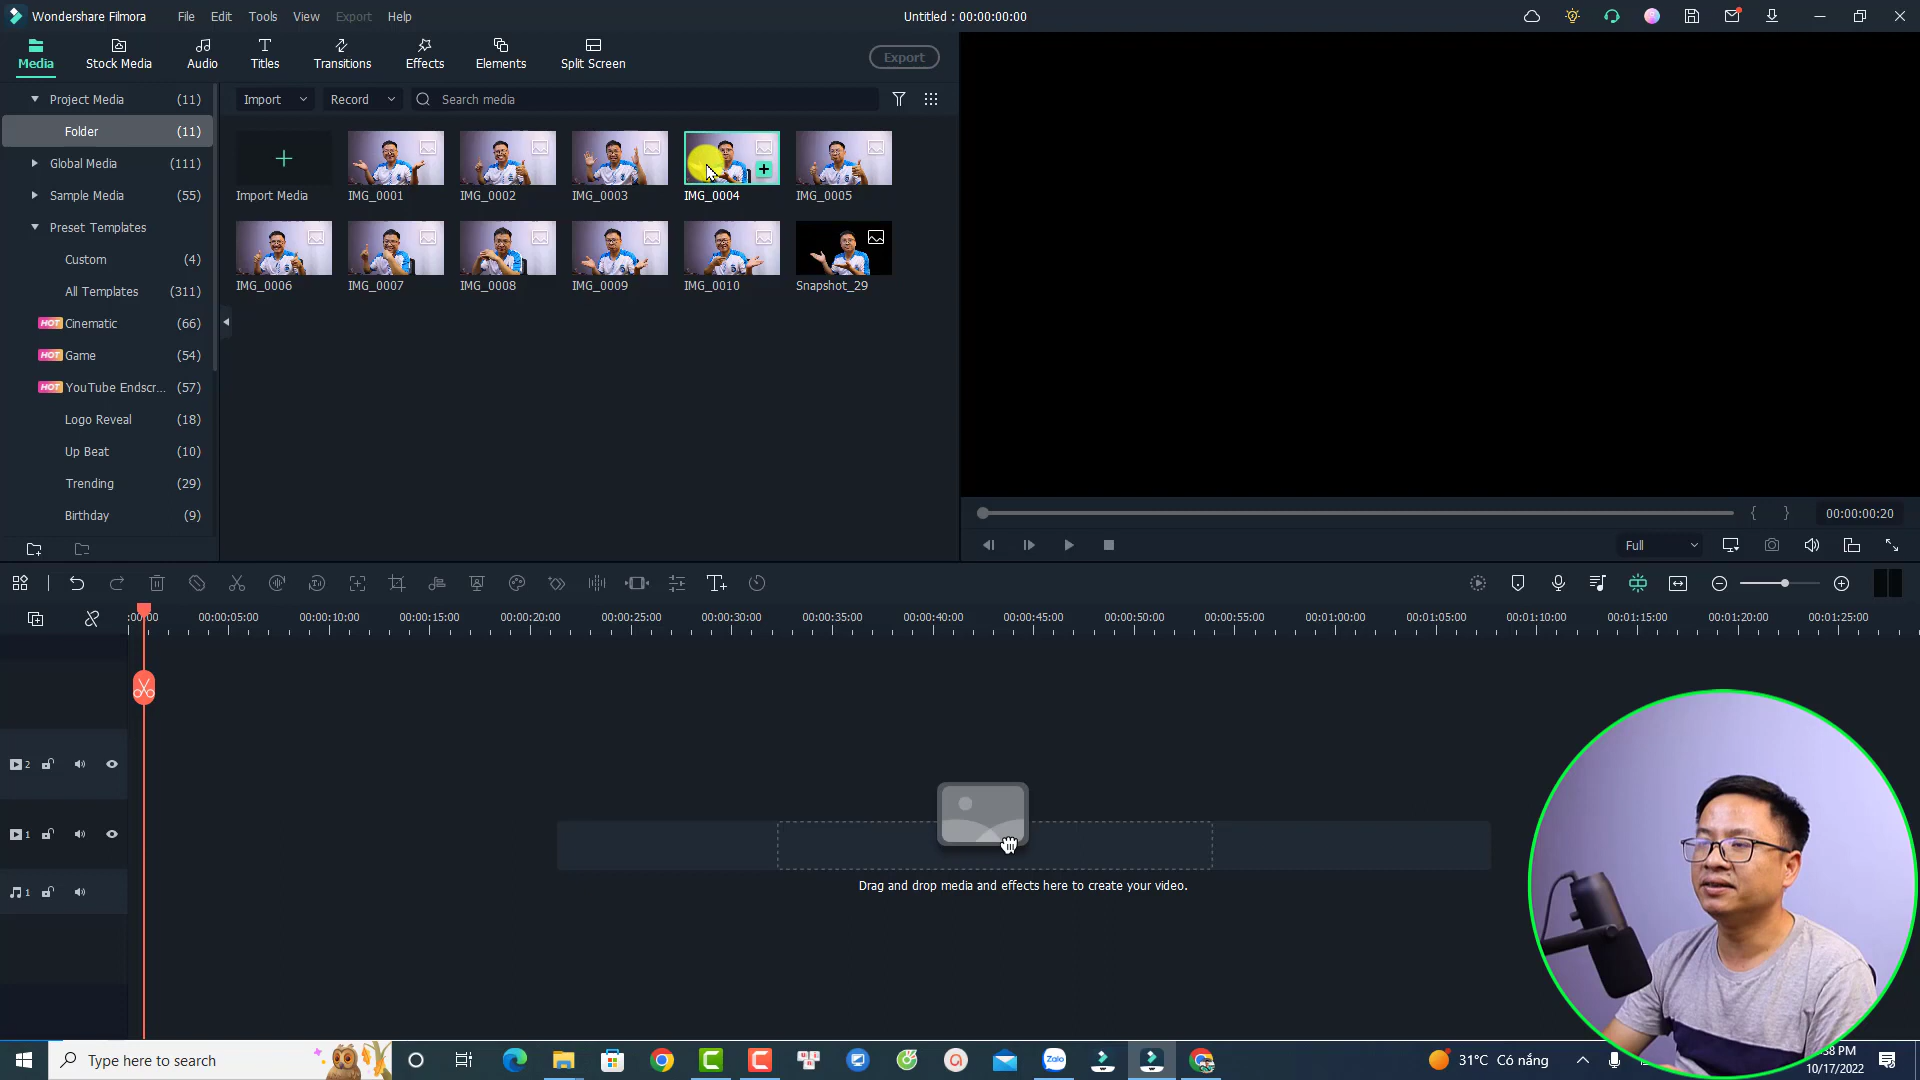 Wondershare Filmora File Edit Tools View Export Help Untitled : 00:00:00:00
Media Stock Media Audio Titles Transitions Effects Elements Split Screen Export
Project Media (11)
Folder (11)
Global Media (111)
Sample Media (55)
Preset Templates
Custom (4)
All Templates (311)
HOT Cinematic (66)
HOT Game (54)
HOT YouTube Endscr... (57)
Logo Reveal (18)
Up Beat (10)
Trending (29)
Birthday (9)
Import Record Search media
Import Media IMG_0001 IMG_0002 IMG_0003 IMG_0004 IMG_0005
IMG_0006 IMG_0007 IMG_0008 IMG_0009 IMG_0010 Snapshot_29
{ } 00:00:00:20
Full
:00:00 00:00:05:00 00:00:10:00 00:00:15:00 00:00:20:00 00:00:25:00 00:00:30:00 00:00:35:00 00:00:40:00 00:00:45:00 00:00:50:00 00:00:55:00 00:01:00:00 00:01:05:00 00:01:10:00 00:01:15:00 00:01:20:00 00:01:25:00
2
1
1
Drag and drop media and effects here to create your video.
Type here to search Zalo 31°C Có nắng :38 PM
10/17/2022